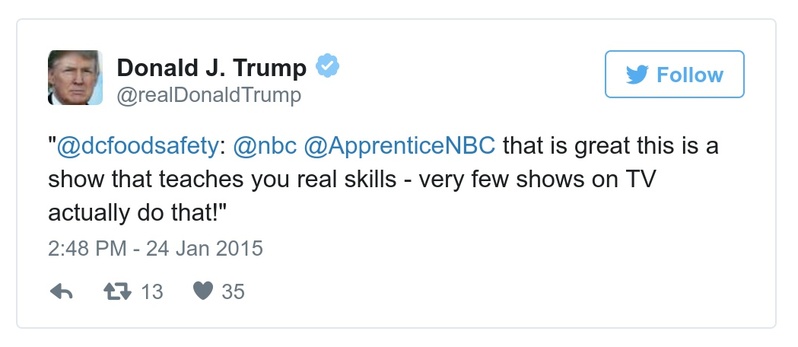 Donald J. Trump
@realDonaldTrump
Follow
"@dcfoodsafety: @nbc @ApprenticeNBC that is great this is a
show that teaches you real skills - very few shows on TV
actually do that!"
2:48 PM - 24 Jan 2015
13 35